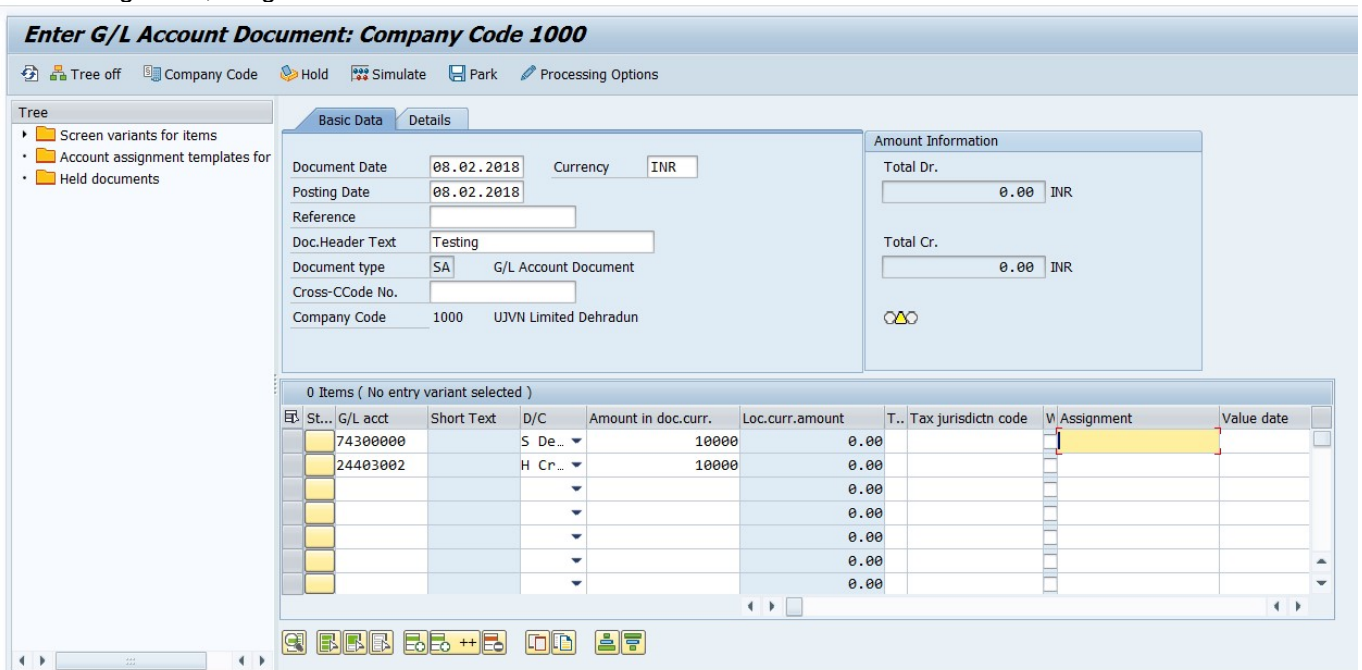 Enter G/L Account Document: Company Code 1000
Tree off Company Code Hold Simulate Park Processing Options
Tree
Screen variants for items
Account assignment templates for
Held documents
Basic Data Details
Document Date 08.02.2018 Currency INR
Posting Date 08.02.2018
Reference
Doc.Header Text Testing
Document type SA G/L Account Document
Cross-CCode No.
Company Code 1000 UJVN Limited Dehradun
Amount Information
Total Dr.
0.00 INR
Total Cr.
0.00 INR
0 Items ( No entry variant selected )
St... G/L acct Short Text D/C Amount in doc.curr. Loc.curr.amount T.. Tax jurisdictn code W Assignment Value date
74300000 S De… 10000 0.00
24403002 H Cr… 10000 0.00
0.00
0.00
0.00
0.00
0.00